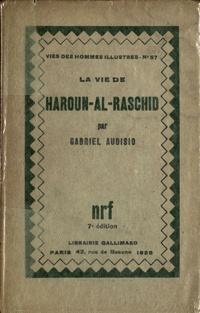 VIES DES HOMMES ILLUSTRES - N° 57
LA VIE DE
HAROUN-AL-RASCHID
par
GABRIEL AUDISIO
nrf
7e édition
LIBRAIRIE GALLIMARD
PARIS 43, rue de Beaune 1930